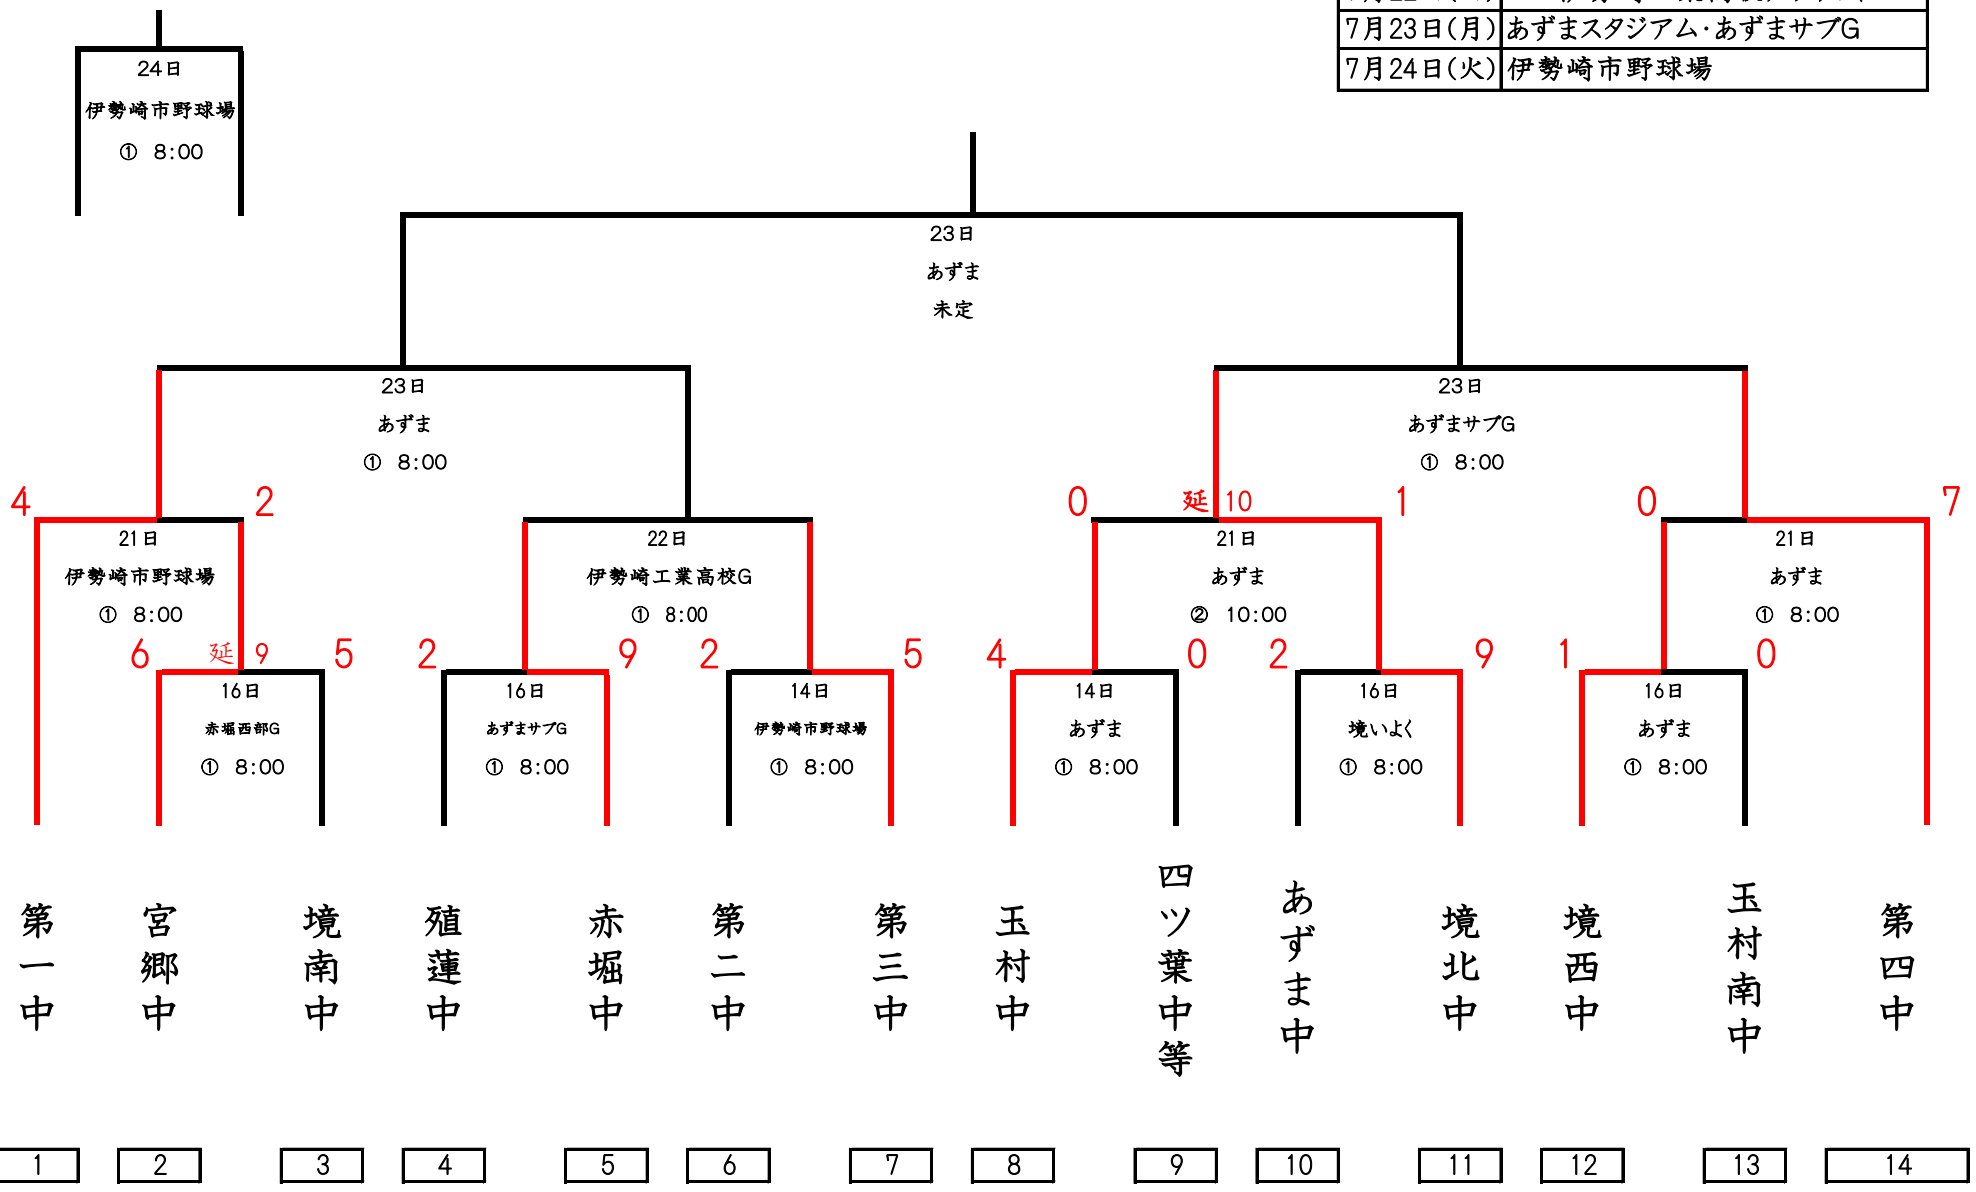 7月23日(月) あずまスタジアム・あずまサブG
7月24日(火) 伊勢崎市野球場
24日
伊勢崎市野球場
① 8:00
23日
あずま
未定
23日
あずま
① 8:00
23日
あずまサブG
① 8:00
4 2 0 延 10 1 0 7
21日
伊勢崎市野球場
① 8:00
22日
伊勢崎工業高校G
① 8:00
21日
あずま
② 10:00
21日
あずま
① 8:00
6 延 9 5 2 9 2 5 4 0 2 9 1 0
16日
赤堀西部G
① 8:00
16日
あずまサブG
① 8:00
14日
伊勢崎市野球場
① 8:00
14日
あずま
① 8:00
16日
境いよく
① 8:00
16日
あずま
① 8:00
第一中
宮郷中
境南中
殖蓮中
赤堀中
第二中
第三中
玉村中
四ツ葉中等
あずま中
境北中
境西中
玉村南中
第四中
1 2 3 4 5 6 7 8 9 10 11 12 13 14